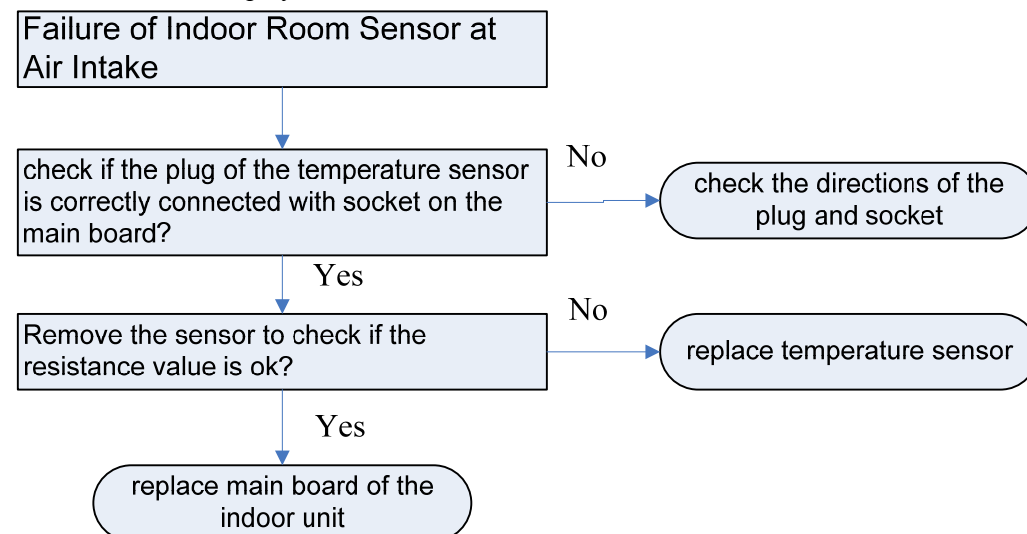 Failure of Indoor Room Sensor at
Air Intake
check if the plug of the temperature sensor
is correctly connected with socket on the
main board?
No
check the directions of the
plug and socket
Yes
Remove the sensor to check if the
resistance value is ok?
No
replace temperature sensor
Yes
replace main board of the
indoor unit